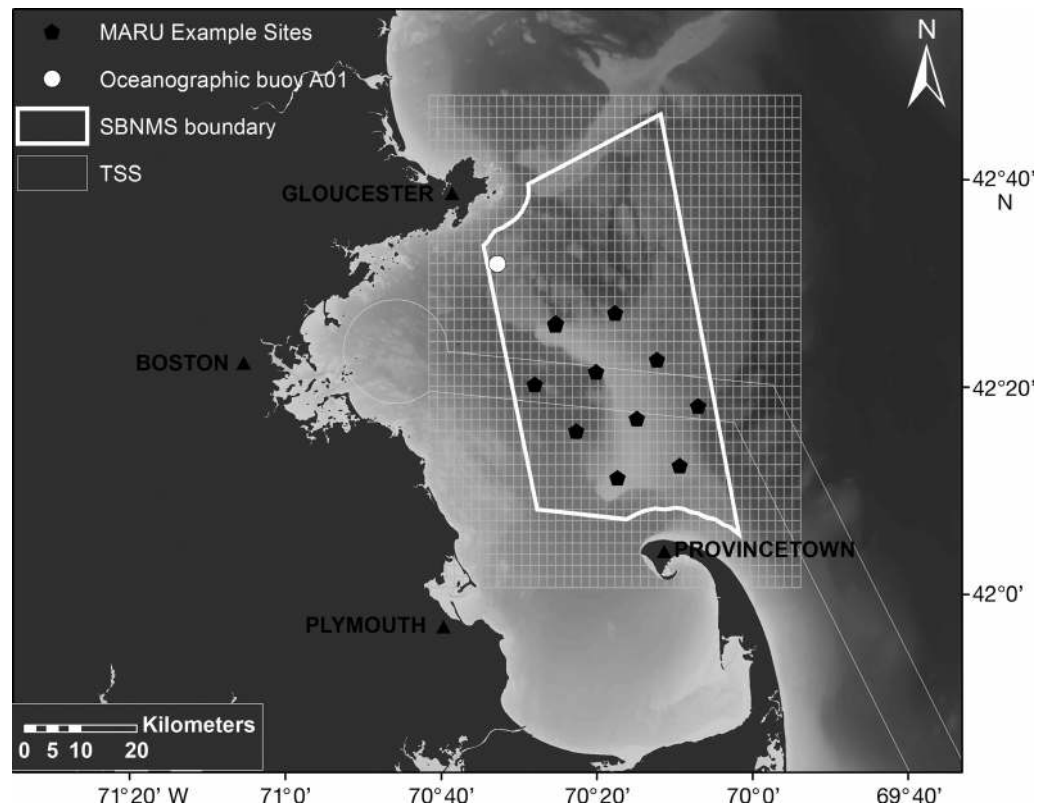 MARU Example Sites
Oceanographic buoy A01
SBNMS boundary
TSS
N
GLOUCESTER
42°40'
N
BOSTON
42°20'
PROVINCETOWN
42°0'
PLYMOUTH
Kilometers
0 5 10 20
71°20' W 71°0' 70°40' 70°20' 70°0' 69°40'